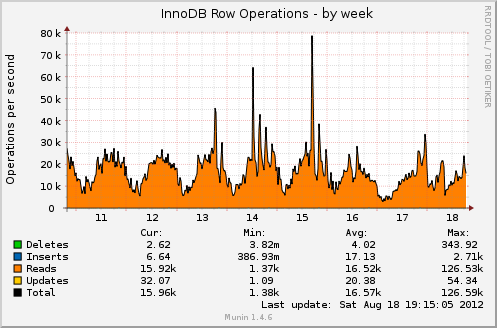 InnoDB Row Operations - by week
RRDTOOL / TOBI OETIKER
Operations per second
80 k
70 k
60 k
50 k
40 k
30 k
20 k
10 k
0
11 12 13 14 15 16 17 18
Cur: Min: Avg: Max:
Deletes 2.62 3.82m 4.02 343.92
Inserts 6.64 386.93m 17.13 2.71k
Reads 15.92k 1.37k 16.52k 126.53k
Updates 32.07 1.09 20.38 54.34
Total 15.96k 1.38k 16.57k 126.59k
Last update: Sat Aug 18 19:15:05 2012
Munin 1.4.6